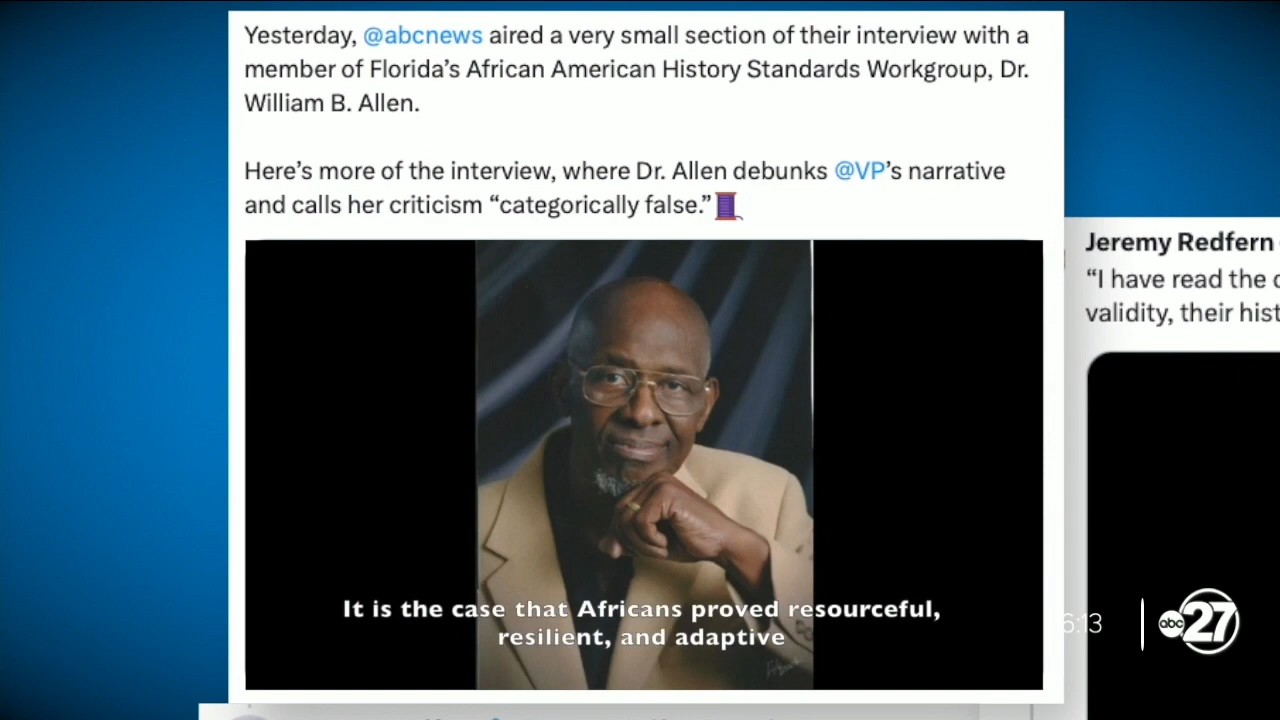 Yesterday, @abcnews aired a very small section of their interview with a
member of Florida’s African American History Standards Workgroup, Dr.
William B. Allen.
Here’s more of the interview, where Dr. Allen debunks @VP’s narrative
and calls her criticism “categorically false.”
It is the case that Africans proved resourceful,
resilient, and adaptive
Jeremy Redfern
“I have read the
validity, their hist
6:13
abc 27